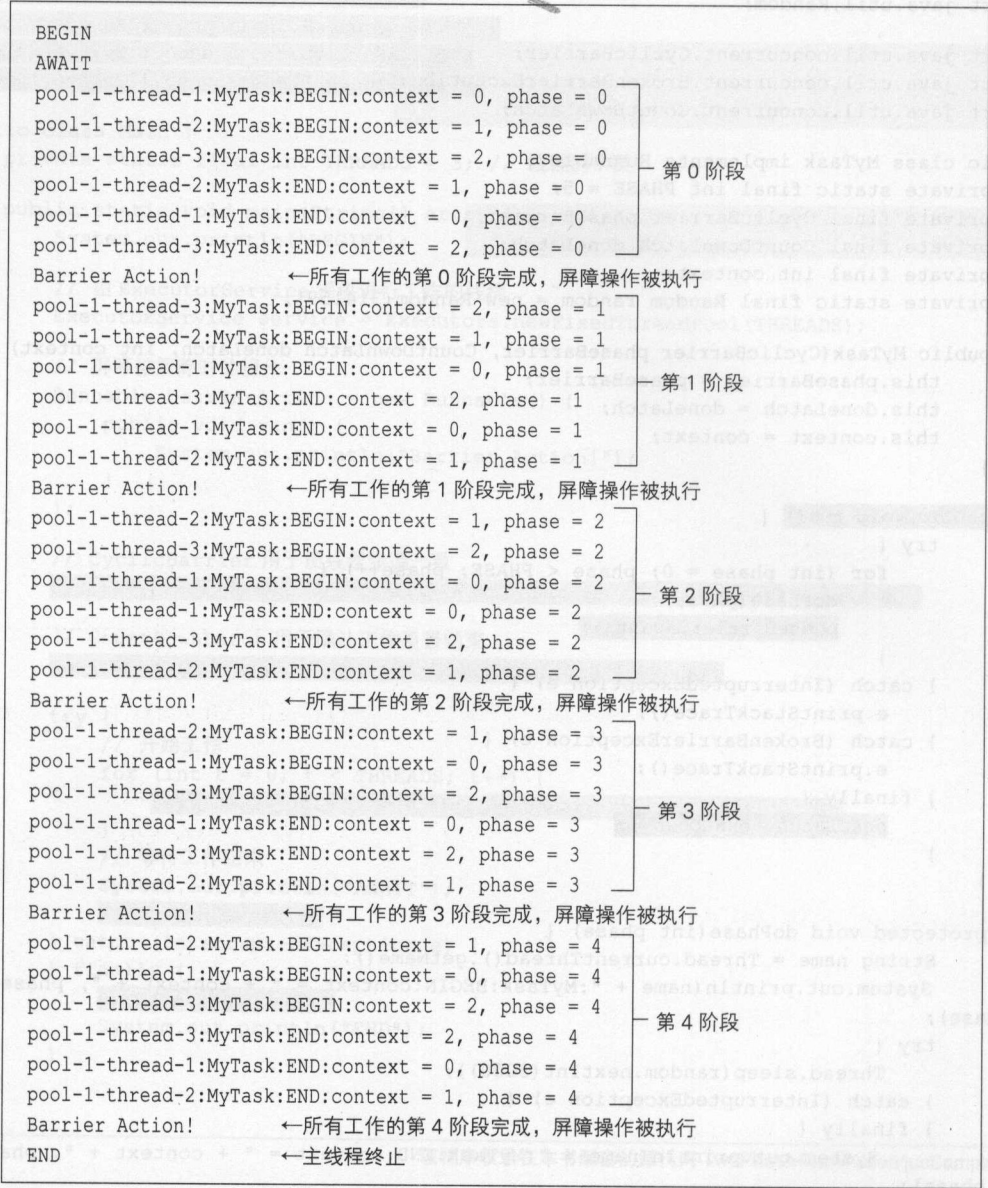 BEGIN
AWAIT
pool-1-thread-1:MyTask:BEGIN:context = 0, phase = 0
pool-1-thread-2:MyTask:BEGIN:context = 1, phase = 0
pool-1-thread-3:MyTask:BEGIN:context = 2, phase = 0
pool-1-thread-2:MyTask:END:context = 1, phase = 0
pool-1-thread-1:MyTask:END:context = 0, phase = 0
pool-1-thread-3:MyTask:END:context = 2, phase = 0
第 0 阶段
Barrier Action! ←所有工作的第 0 阶段完成，屏障操作被执行
pool-1-thread-3:MyTask:BEGIN:context = 2, phase = 1
pool-1-thread-2:MyTask:BEGIN:context = 1, phase = 1
pool-1-thread-1:MyTask:BEGIN:context = 0, phase = 1
pool-1-thread-3:MyTask:END:context = 2, phase = 1
pool-1-thread-1:MyTask:END:context = 0, phase = 1
pool-1-thread-2:MyTask:END:context = 1, phase = 1
第 1 阶段
Barrier Action! ←所有工作的第 1 阶段完成，屏障操作被执行
pool-1-thread-2:MyTask:BEGIN:context = 1, phase = 2
pool-1-thread-3:MyTask:BEGIN:context = 2, phase = 2
pool-1-thread-1:MyTask:BEGIN:context = 0, phase = 2
pool-1-thread-1:MyTask:END:context = 0, phase = 2
pool-1-thread-3:MyTask:END:context = 2, phase = 2
pool-1-thread-2:MyTask:END:context = 1, phase = 2
第 2 阶段
Barrier Action! ←所有工作的第 2 阶段完成，屏障操作被执行
pool-1-thread-2:MyTask:BEGIN:context = 1, phase = 3
pool-1-thread-1:MyTask:BEGIN:context = 0, phase = 3
pool-1-thread-3:MyTask:BEGIN:context = 2, phase = 3
pool-1-thread-1:MyTask:END:context = 0, phase = 3
pool-1-thread-3:MyTask:END:context = 2, phase = 3
pool-1-thread-2:MyTask:END:context = 1, phase = 3
第 3 阶段
Barrier Action! ←所有工作的第 3 阶段完成，屏障操作被执行
pool-1-thread-2:MyTask:BEGIN:context = 1, phase = 4
pool-1-thread-1:MyTask:BEGIN:context = 0, phase = 4
pool-1-thread-3:MyTask:BEGIN:context = 2, phase = 4
pool-1-thread-3:MyTask:END:context = 2, phase = 4
pool-1-thread-1:MyTask:END:context = 0, phase = 4
pool-1-thread-2:MyTask:END:context = 1, phase = 4
第 4 阶段
Barrier Action! ←所有工作的第 4 阶段完成，屏障操作被执行
END ←主线程终止